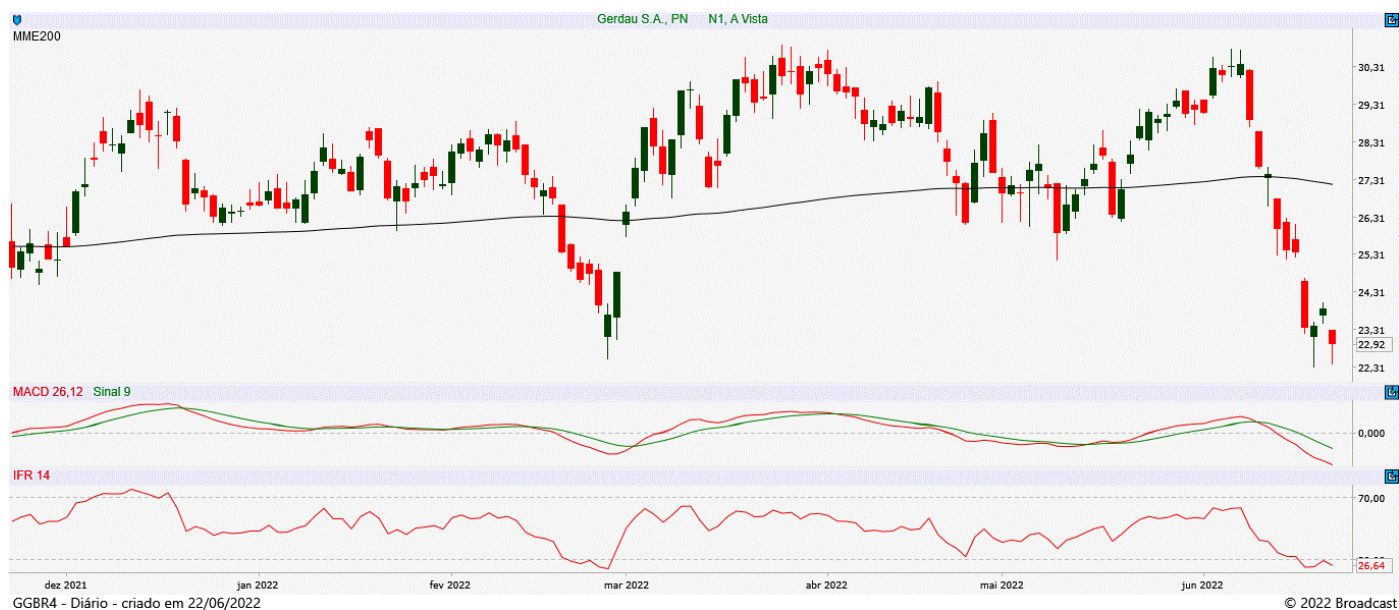 Gerdau S.A., PN N1, A Vista
MME200
30,31
29,31
28,31
27,31
26,31
25,31
24,31
23,31
22,92
22,31
MACD 26,12 Sinal 9
0,000
IFR 14
70,00
26,64
dez 2021 jan 2022 fev 2022 mar 2022 abr 2022 mai 2022 jun 2022
GGBR4 - Diário - criado em 22/06/2022 © 2022 Broadcast